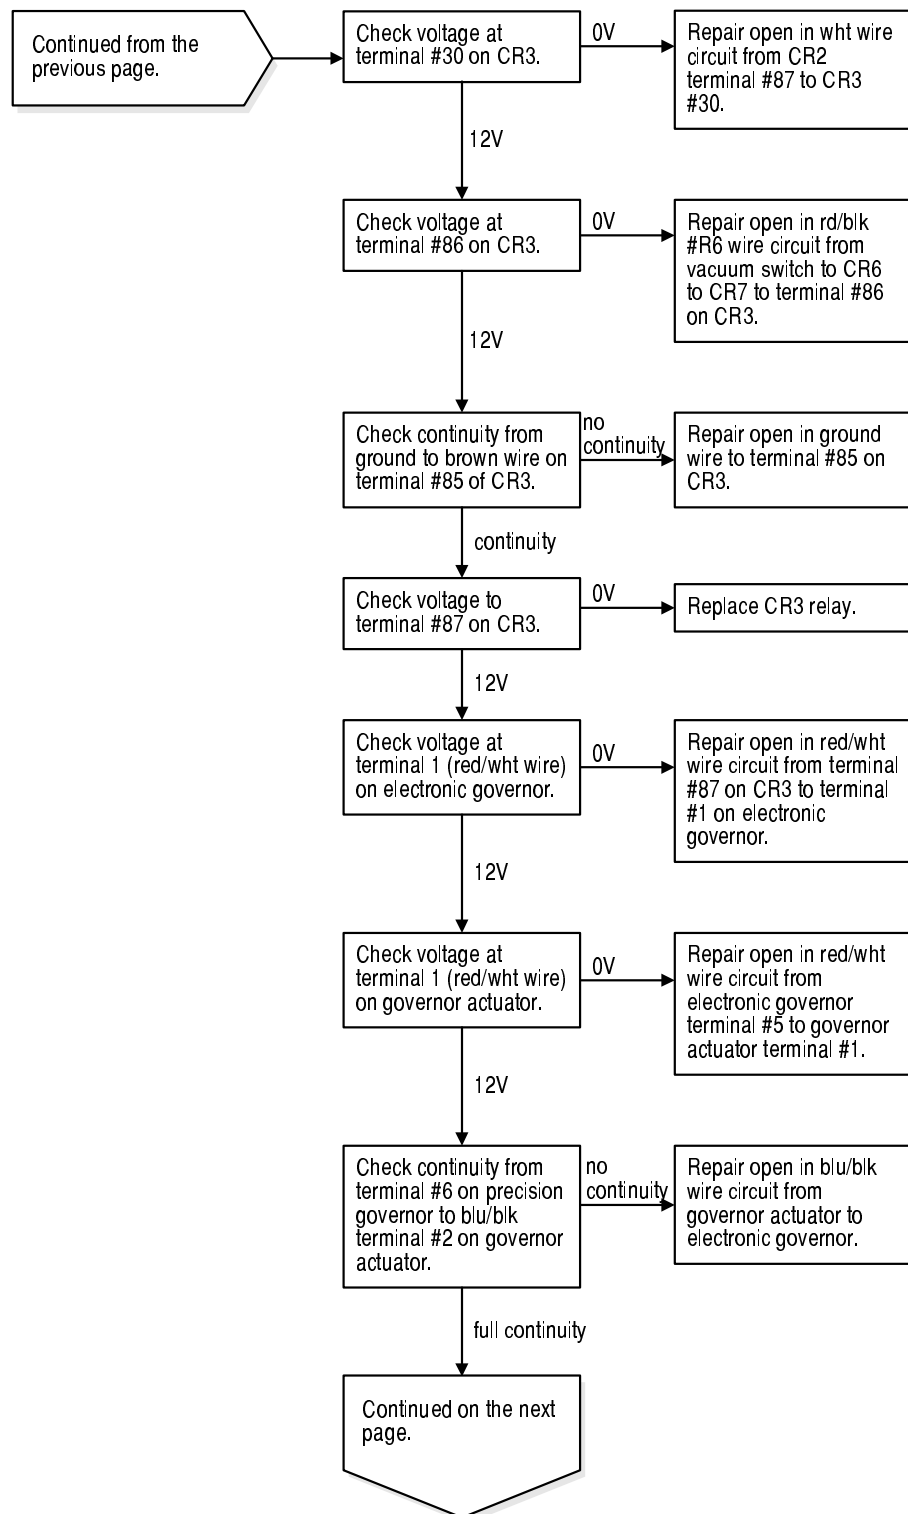 Continued from the
previous page.
Check voltage at
terminal #30 on CR3.
0V
Repair open in wht wire
circuit from CR2
terminal #87 to CR3
#30.
12V
Check voltage at
terminal #86 on CR3.
0V
Repair open in rd/blk
#R6 wire circuit from
vacuum switch to CR6
to CR7 to terminal #86
on CR3.
12V
Check continuity from
ground to brown wire on
terminal #85 of CR3.
no
continuity
Repair open in ground
wire to terminal #85 on
CR3.
continuity
Check voltage to
terminal #87 on CR3.
0V
Replace CR3 relay.
12V
Check voltage at
terminal 1 (red/wht wire)
on electronic governor.
0V
Repair open in red/wht
wire circuit from terminal
#87 on CR3 to terminal
#1 on electronic
governor.
12V
Check voltage at
terminal 1 (red/wht wire)
on governor actuator.
0V
Repair open in red/wht
wire circuit from
electronic governor
terminal #5 to governor
actuator terminal #1.
12V
Check continuity from
terminal #6 on precision
governor to blu/blk
terminal #2 on governor
actuator.
no
continuity
Repair open in blu/blk
wire circuit from
governor actuator to
electronic governor.
full continuity
Continued on the next
page.